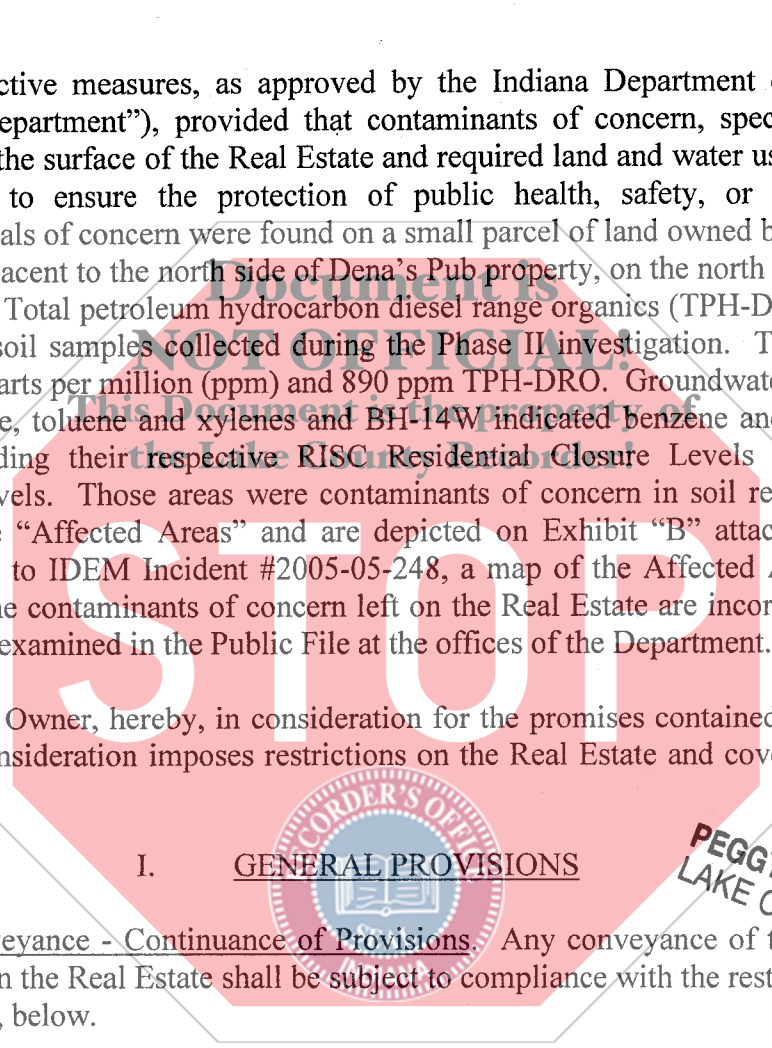 ctive measures, as approved by the Indiana Department
epartment”), provided that contaminants of concern, spec
the surface of the Real Estate and required land and water us
to ensure the protection of public health, safety, or
als of concern were found on a small parcel of land owned b
acent to the north side of Dena’s Pub property, on the north
Document is
Total petroleum hydrocarbon diesel range organics (TPH-D
NOT OFFICIAL!
soil samples collected during the Phase II investigation. T
arts per million (ppm) and 890 ppm TPH-DRO. Groundwate
This Document is the property of
e, toluene and xylenes and BH-14W indicated benzene and
the Lake County Recorder!
ding their respective RISC Residential Closure Levels
vels. Those areas were contaminants of concern in soil re
“Affected Areas” and are depicted on Exhibit “B” attac
to IDEM Incident #2005-05-248, a map of the Affected
ne contaminants of concern left on the Real Estate are incor
examined in the Public File at the offices of the Department.
STOP
Owner, hereby, in consideration for the promises contained
nsideration imposes restrictions on the Real Estate and cov
RECORDER'S OFFICE
I. GENERAL PROVISIONS
PEGG
LAKE C
SEAL
veyance - Continuance of Provisions. Any conveyance of t
INDIANA
n the Real Estate shall be subject to compliance with the rest
, below.